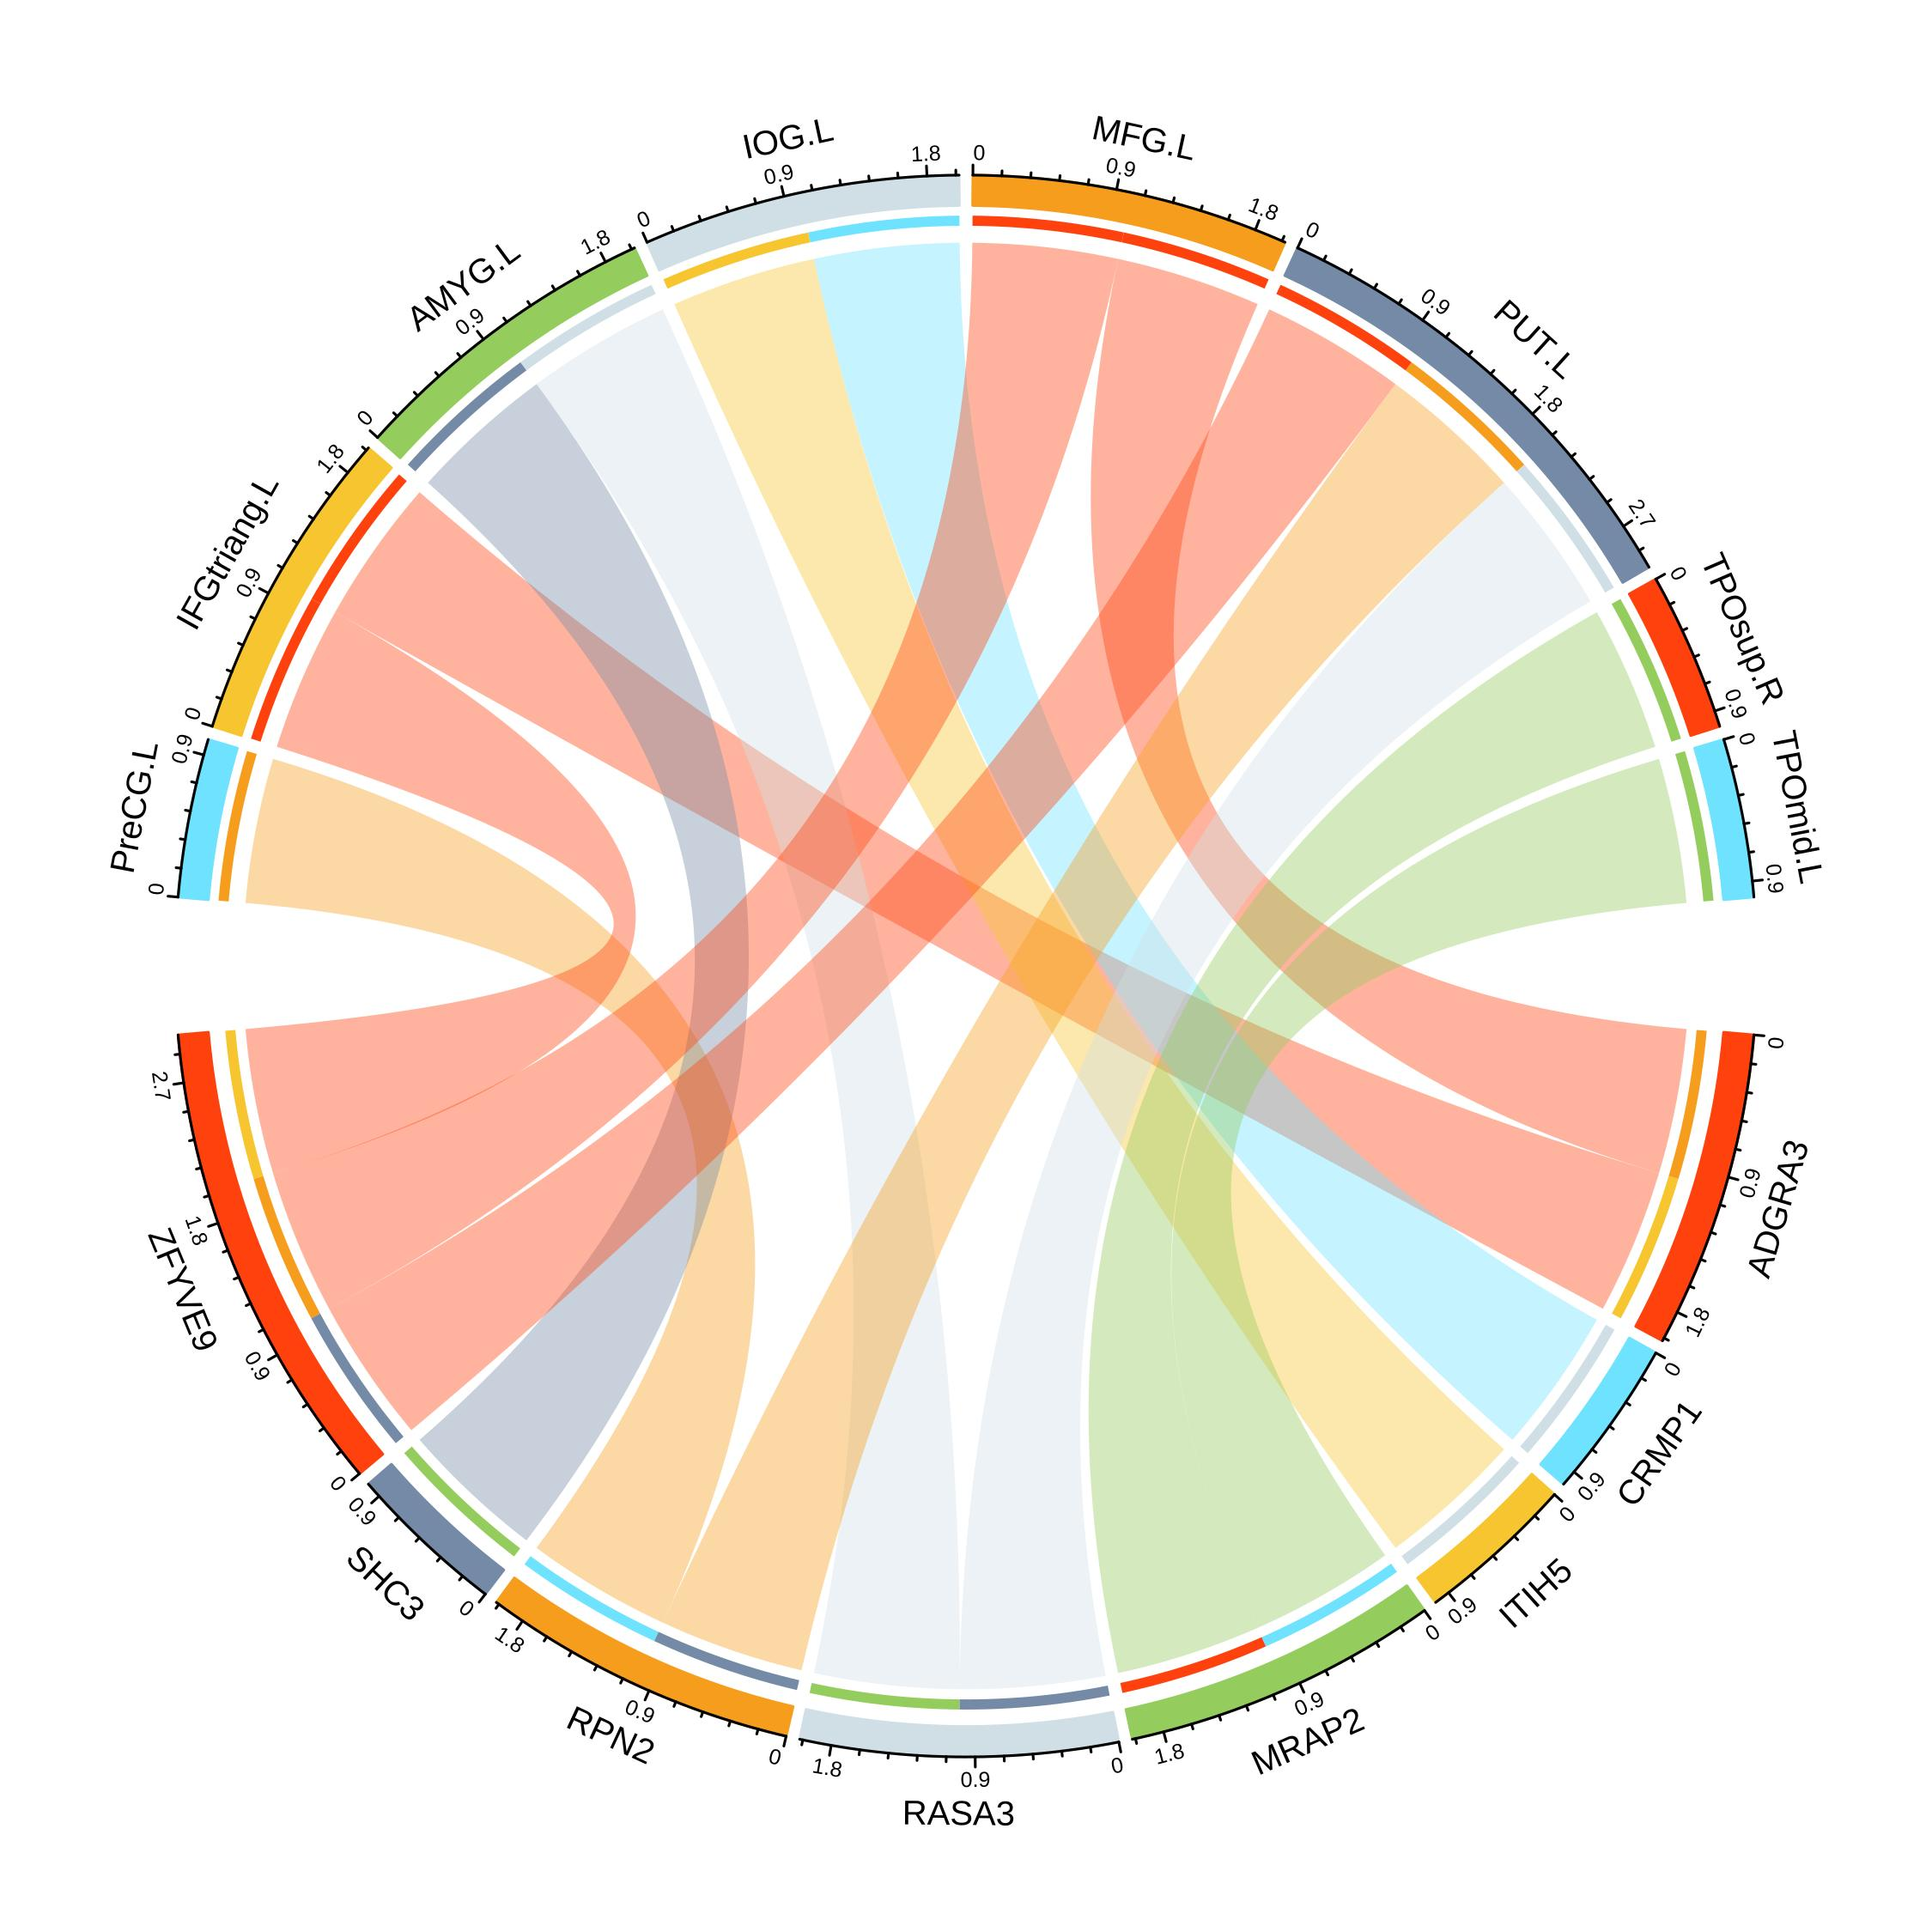 IOG.L
0
0.9
1.8
MFG.L
0
0.9
1.8
PUT.L
0
0.9
1.8
2.7
TPOsup.R
0
0.9
TPOmid.L
0
0.9
ADGRA3
0
0.9
1.8
CRMP1
0
0.9
ITIH5
0
0.9
MRAP2
0
0.9
1.8
RASA3
0
0.9
1.8
RPN2
0
0.9
1.8
SHC3
0
0.9
ZFYVE9
0
0.9
1.8
2.7
PreCG.L
0
0.9
IFGtriang.L
0
0.9
1.8
AMYG.L
0
0.9
1.8